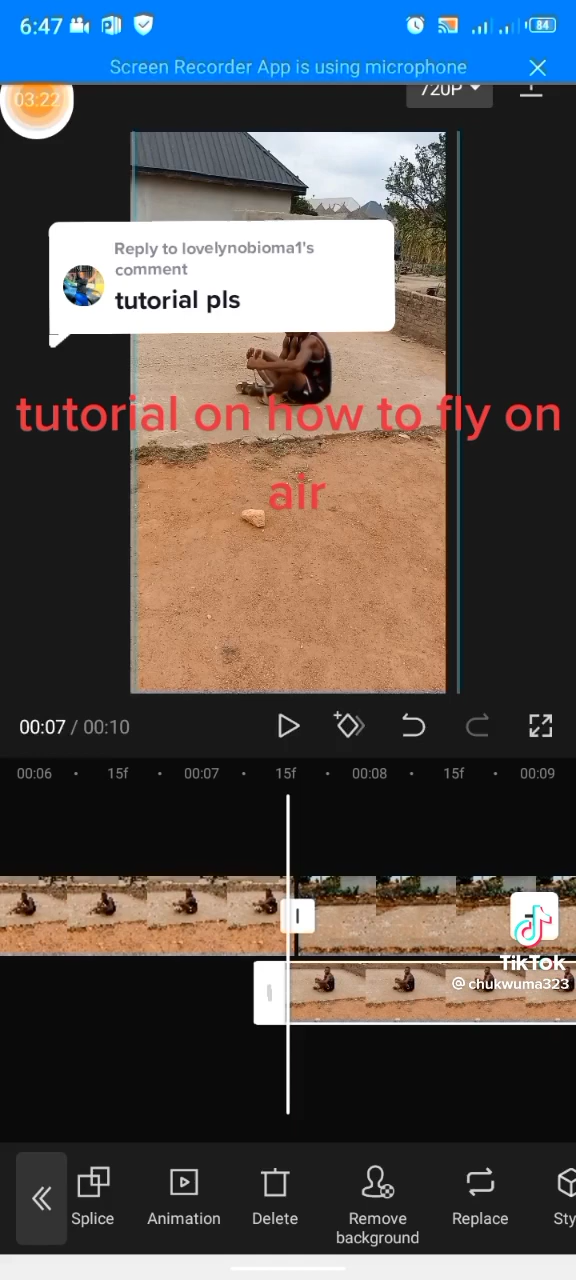 6:47
84
Screen Recorder App is using microphone
03:22
720P
Reply to lovelynobioma1's
comment
tutorial pls
tutorial on how to fly on
air
00:07 / 00:10
00:06 15f 00:07 15f 00:08 15f 00:09
TikTok
@ chukwuma323
Splice Animation Delete Remove background Replace Sty